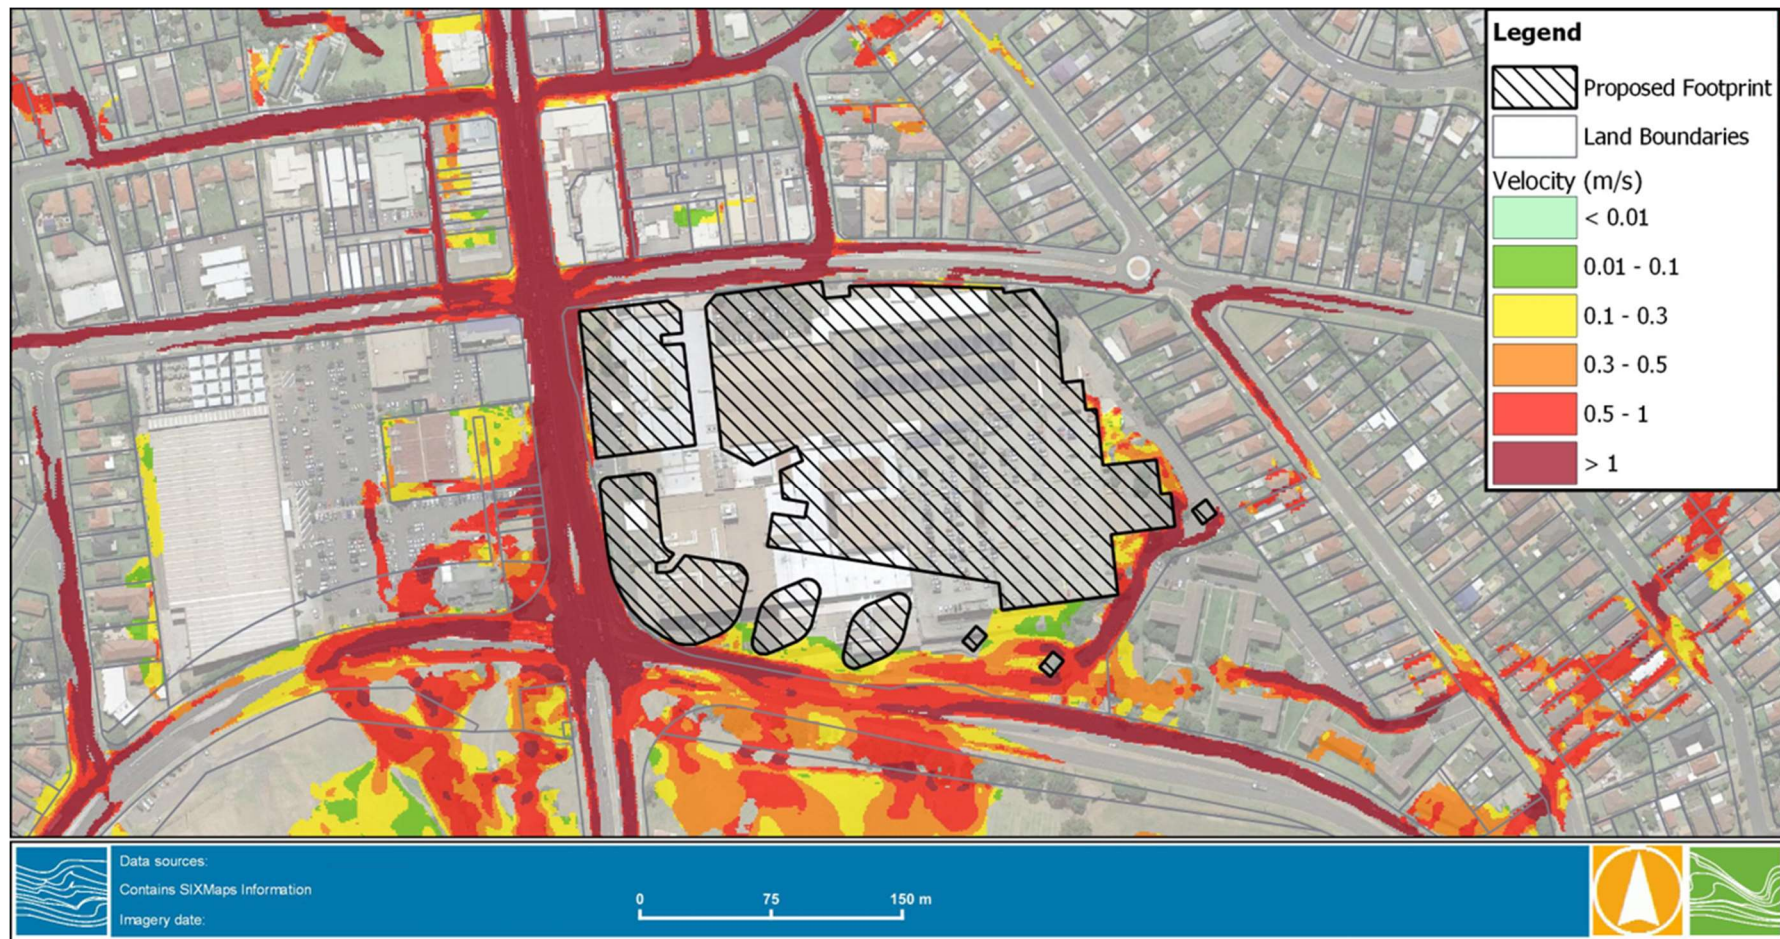 Legend
Proposed Footprint
Land Boundaries
Velocity (m/s)
< 0.01
0.01 - 0.1
0.1 - 0.3
0.3 - 0.5
0.5 - 1
> 1
Data sources:
Contains SIXMaps Information
Imagery date:
0 75 150 m